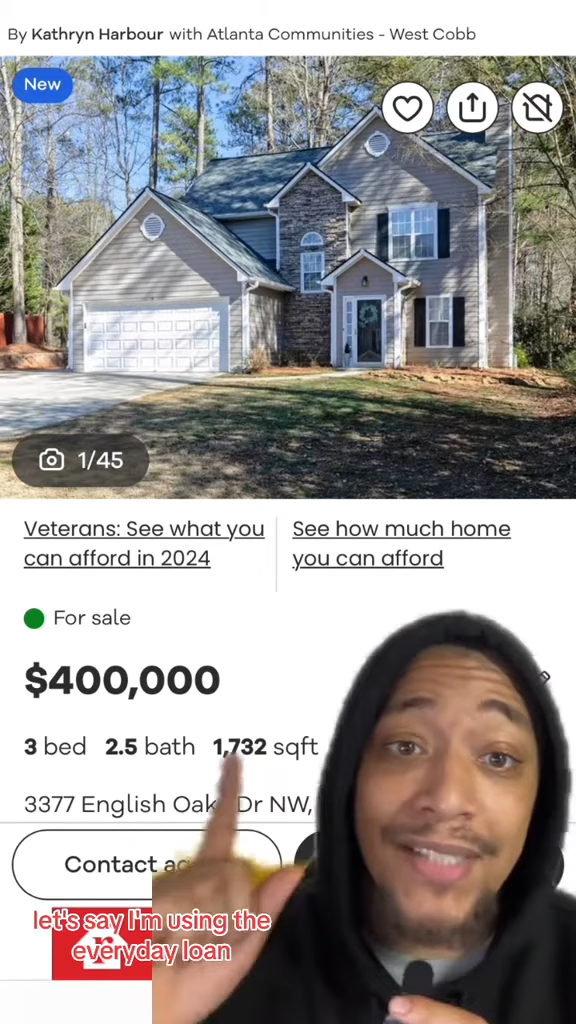 By Kathryn Harbour with Atlanta Communities - West Cobb
New
1/45
Veterans: See what you
can afford in 2024
See how much home
you can afford
For sale
$400,000
3 bed 2.5 bath 1,732 sqft
3377 English Oak Dr NW,
Contact
let's say I'm using the
everyday loan
r